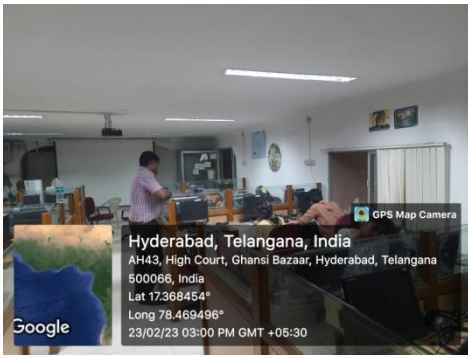 GPS Map Camera
Hyderabad, Telangana, India
AH43, High Court, Ghansi Bazaar, Hyderabad, Telangana
500066, India
Lat 17.368454°
Long 78.469496°
23/02/23 03:00 PM GMT +05:30
Google